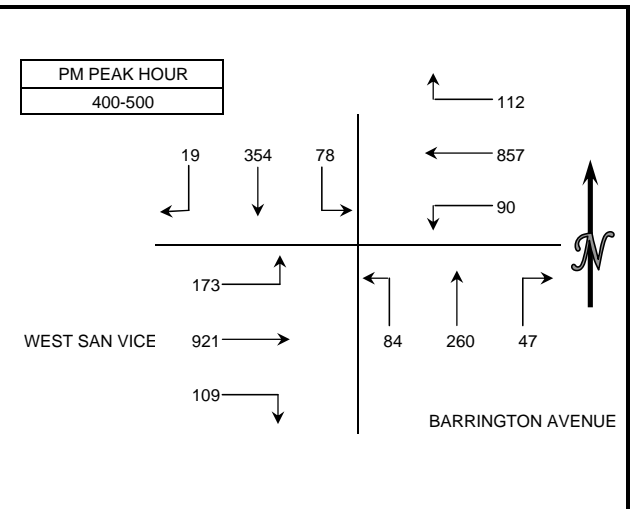 PM PEAK HOUR
400-500
112
19 354 78
857
90
N
173
WEST SAN VICE 921
84 260 47
109
BARRINGTON AVENUE